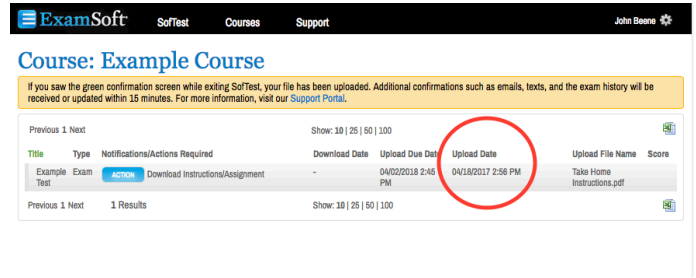 ExamSoft SofTest Courses Support John Beene
Course: Example Course
If you saw the green confirmation screen while exiting SofTest, your file has been uploaded. Additional confirmations such as emails, texts, and the exam history will be
received or updated within 15 minutes. For more information, visit our Support Portal.
Previous 1 Next Show: 10 | 25 | 50 | 100
Title Type Notifications/Actions Required Download Date Upload Due Date Upload Date Upload File Name Score
Example Exam ACTION Download Instructions/Assignment - 04/02/2018 2:45 04/18/2017 2:56 PM Take Home
Test PM Instructions.pdf
Previous 1 Next 1 Results Show: 10 | 25 | 50 | 100